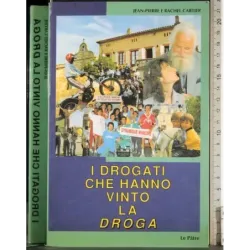 JEAN-PIERRE E RACHEL CARTIER
I DROGATI
CHE HANNO
VINTO
LA
DROGA
I DROGATI CHE HANNO VINTO LA DROGA